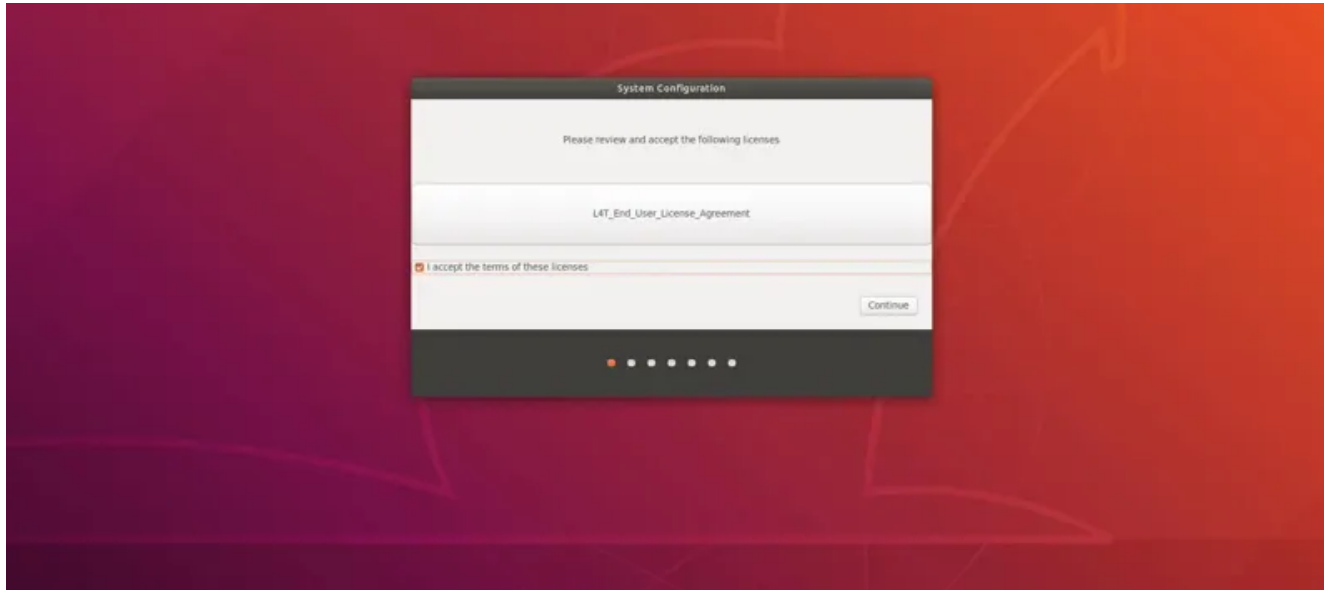 System Configuration
Please review and accept the following licenses
L4T_End_User_License_Agreement
I accept the terms of these licenses
Continue